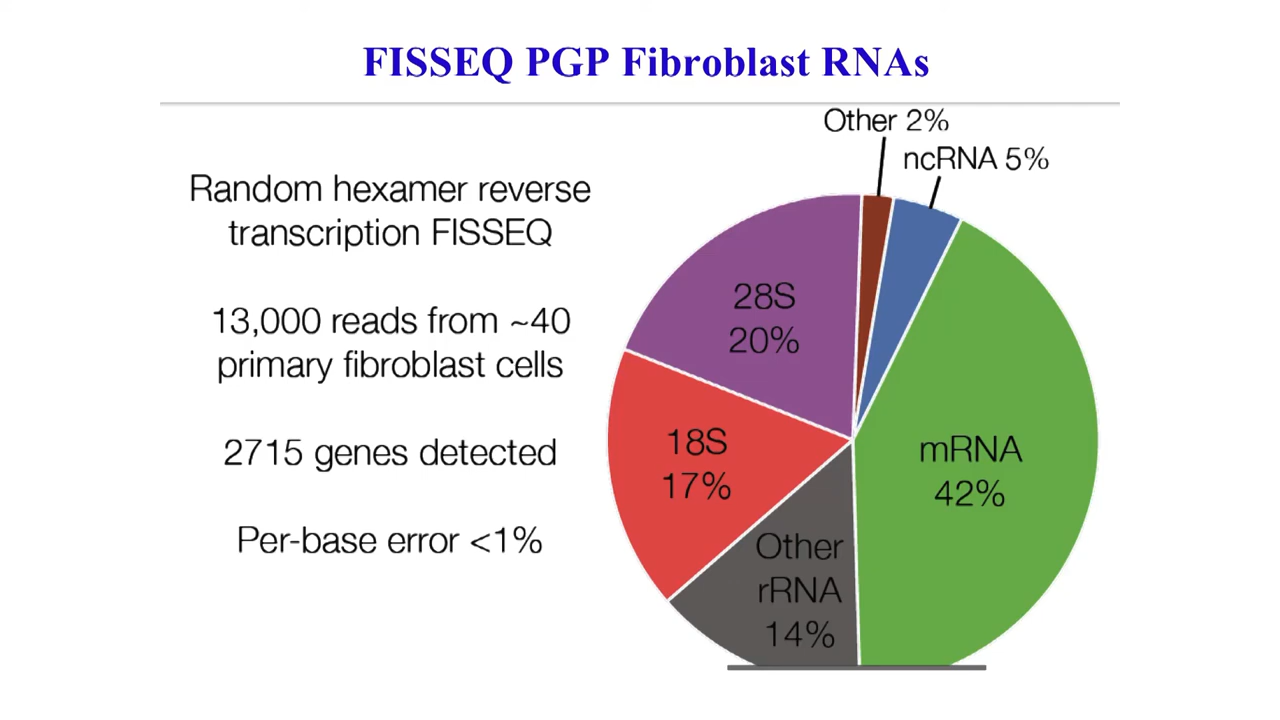 FISSEQ PGP Fibroblast RNAs
Random hexamer reverse
transcription FISSEQ
13,000 reads from ~40
primary fibroblast cells
2715 genes detected
Per-base error <1%
Other 2%
ncRNA 5%
28S
20%
18S
17%
mRNA
42%
Other
rRNA
14%